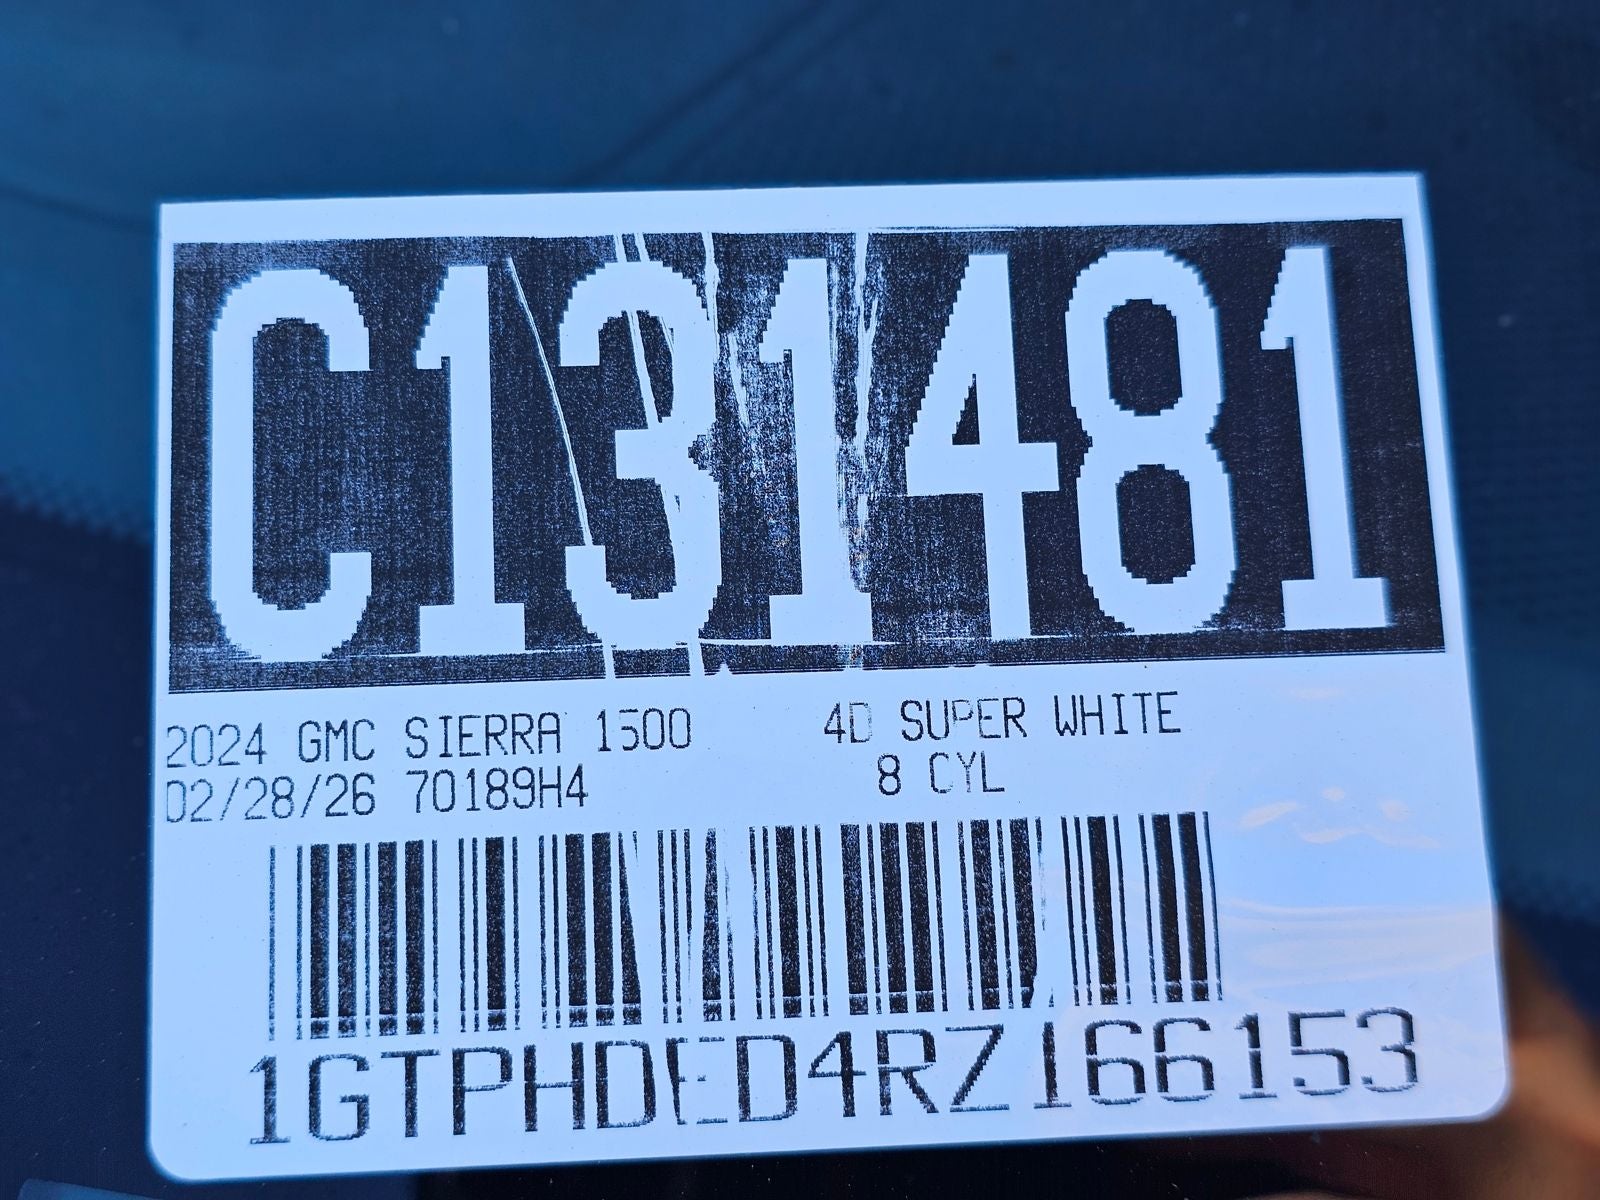 C131481
2024 GMC SIERRA 1500 4D SUPER WHITE
02/28/26 70189H4 8 CYL
1GTPHDED4RZ166153